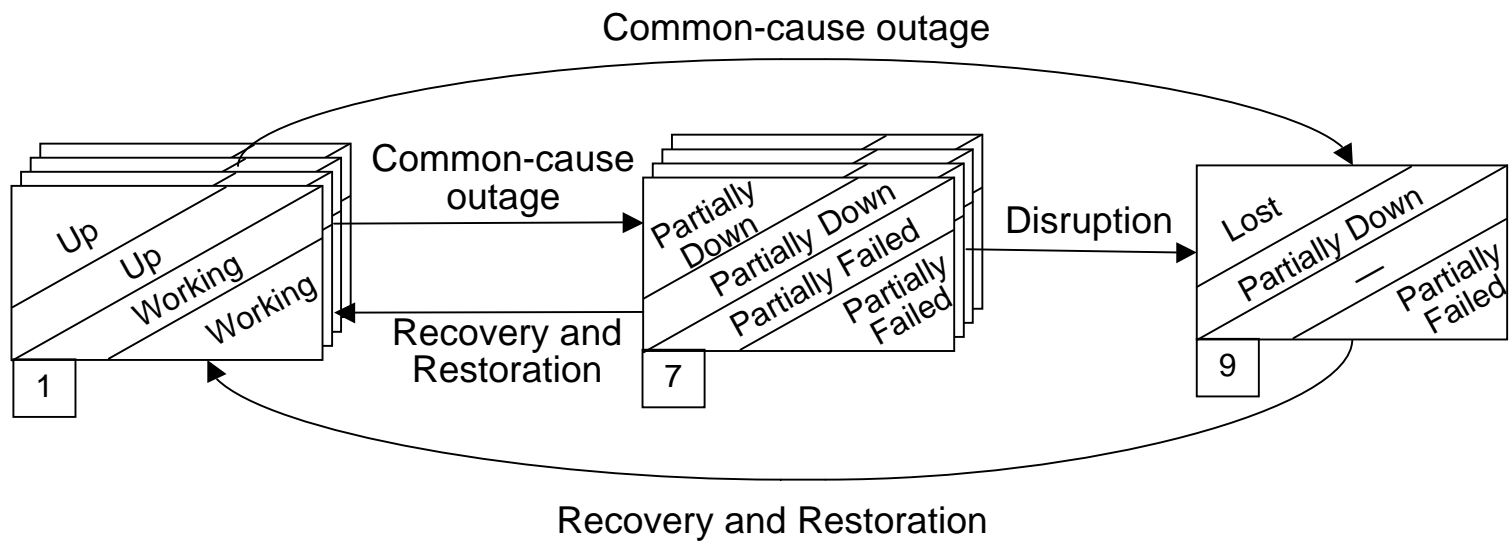 Common-cause outage
Common-cause
outage
Up
Up
Working
Working
1
Recovery and
Restoration
Partially
Down
Partially Down
Partially Failed
Partially
Failed
7
Disruption
Lost
Partially Down
—
Partially
Failed
9
Recovery and Restoration